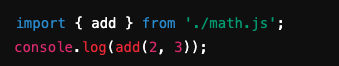 import { add } from './math.js';
console.log(add(2, 3));